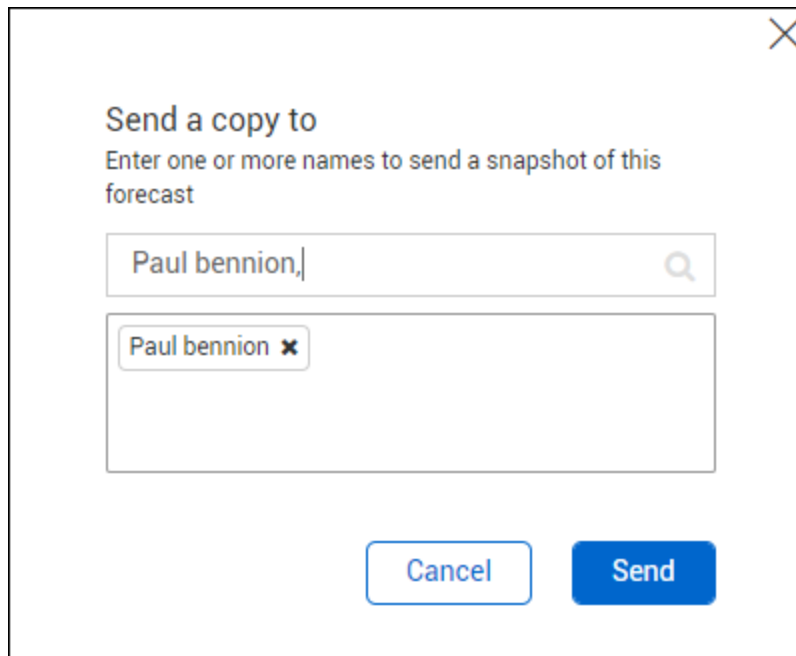 Send a copy to
Enter one or more names to send a snapshot of this
forecast
Paul bennion,
Paul bennion ✖
Cancel
Send